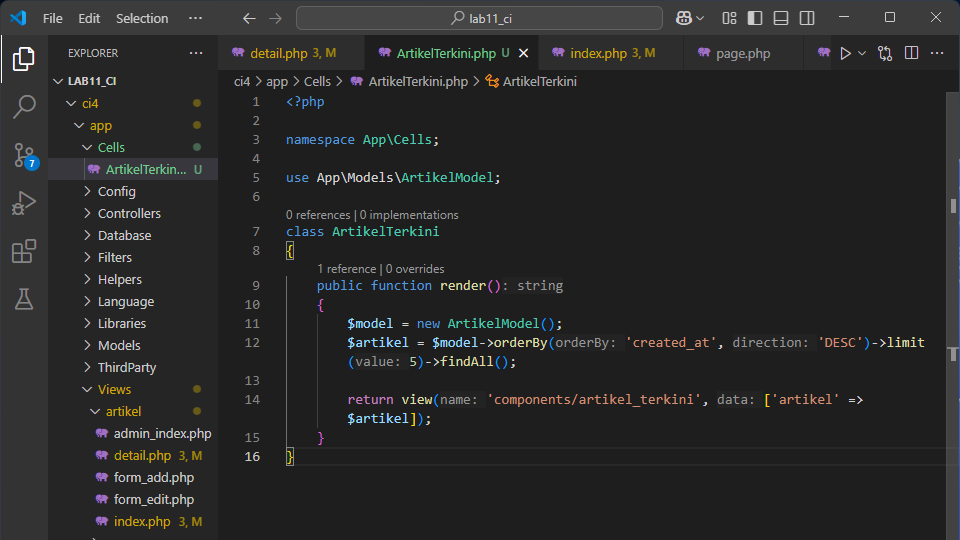 File Edit Selection ··· lab11_ci
EXPLORER ···
LAB11_CI
ci4
app
Cells
ArtikelTerkin... U
Config
Controllers
Database
Filters
Helpers
Language
Libraries
Models
ThirdParty
Views
artikel
admin_index.php
detail.php 3, M
form_add.php
form_edit.php
index.php 3, M
7
detail.php 3, M ArtikelTerkini.php U index.php 3, M page.php
ci4 > app > Cells > ArtikelTerkini.php > ArtikelTerkini
1 <?php
2
3 namespace App\Cells;
4
5 use App\Models\ArtikelModel;
6
0 references | 0 implementations
7 class ArtikelTerkini
8 {
1 reference | 0 overrides
9 public function render(): string
10 {
11 $model = new ArtikelModel();
12 $artikel = $model->orderBy(orderBy: 'created_at', direction: 'DESC')->limit
(value: 5)->findAll();
13
14 return view(name: 'components/artikel_terkini', data: ['artikel' =>
$artikel]);
15 }
16 }